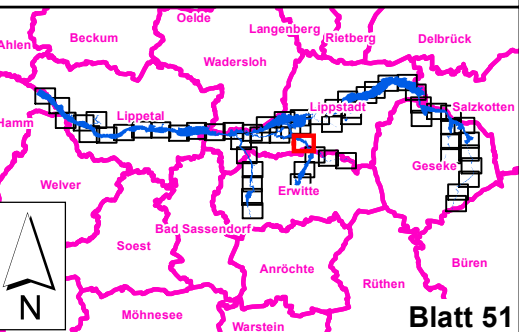 Oelde
Langenberg
Rietberg
Beckum
Delbrück
Ahlen
Wadersloh
Lippstadt
Salzkotten
Lippetal
Hamm
Geseke
Welver
Erwitte
Bad Sassendorf
Soest
Anröchte
Büren
Rüthen
N
Möhnesee
Warstein
Blatt 51